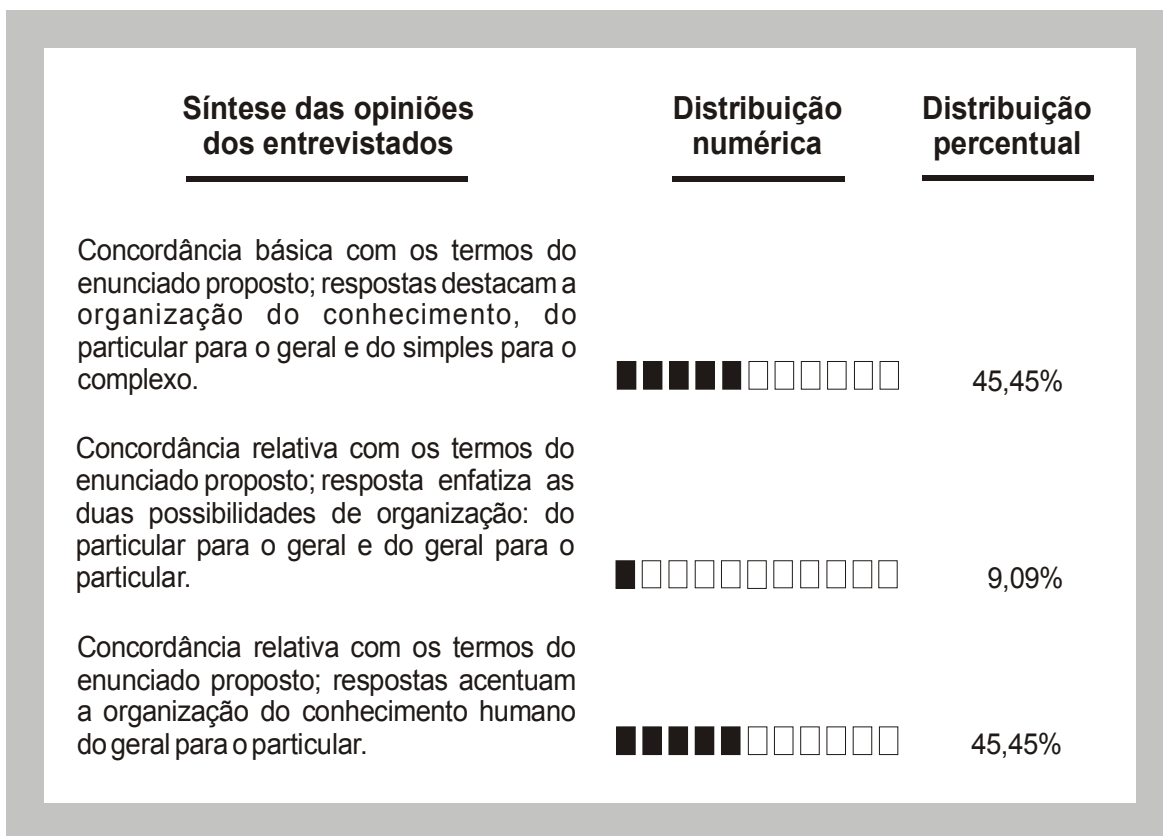 Síntese das opiniões
dos entrevistados
Distribuição
numérica
Distribuição
percentual
Concordância básica com os termos do
enunciado proposto; respostas destacam a
organização do conhecimento, do
particular para o geral e do simples para o
complexo.
45,45%
Concordância relativa com os termos do
enunciado proposto; resposta enfatiza as
duas possibilidades de organização: do
particular para o geral e do geral para o
particular.
9,09%
Concordância relativa com os termos do
enunciado proposto; respostas acentuam
a organização do conhecimento humano
do geral para o particular.
45,45%